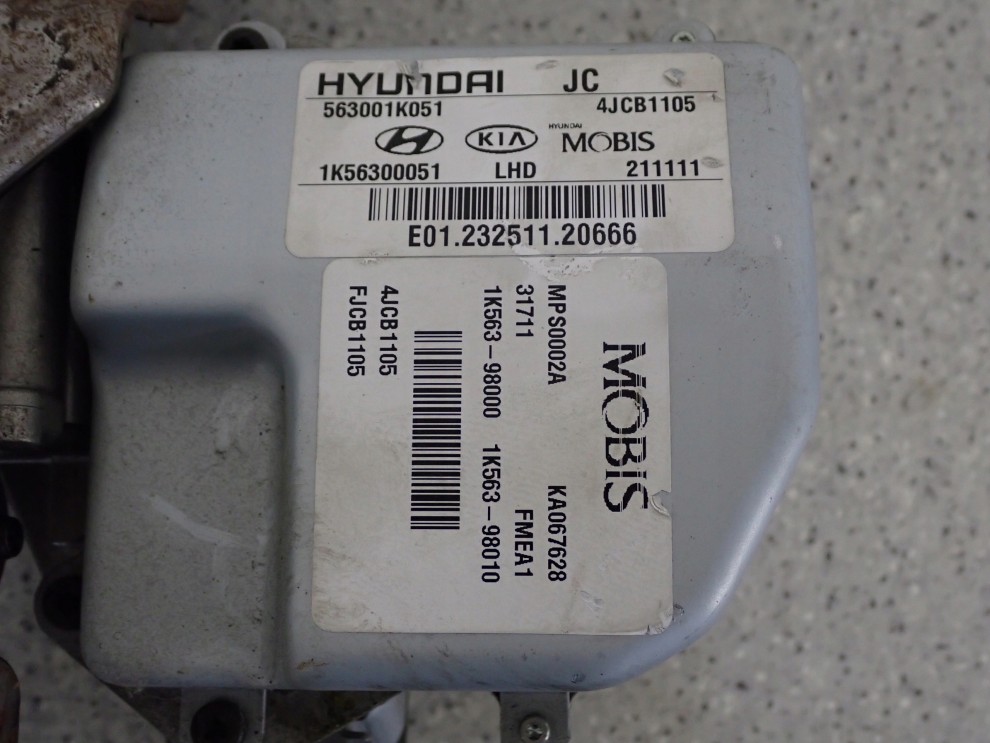 HYUNDAI JC
563001K051 4JCB1105
KIA HYUNDAI MOBIS
1K56300051 LHD 211111
E01.232511.20666
MOBIS
MPS0002A KA067628
31711 FMEA1
1K563-98000 1K563-98010
4JCB1105
FJCB1105